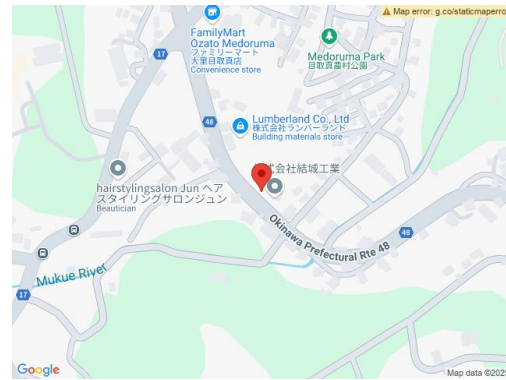 Map error: g.co/staticmaperro
FamilyMart
Ozato Medoruma
ファミリーマート
大里目取真店
Convenience store
17
Medoruma Park
目取真農村公園
48
Lumberland Co., Ltd
株式会社ランバーランド
Building materials store
式会社結城工業
hairstylingsalon Jun ヘア
スタイリングサロンジュン
Beautician
Okinawa Prefectural Rte 48
48
Mukue River
17
Google
Map data ©2025